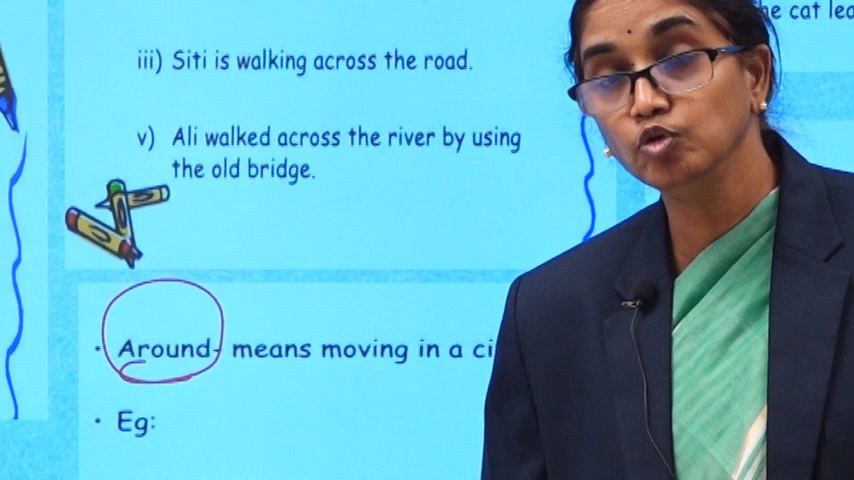 he cat lea
iii) Siti is walking across the road.
v) Ali walked across the river by using
the old bridge.
• Around- means moving in a ci
• Eg: